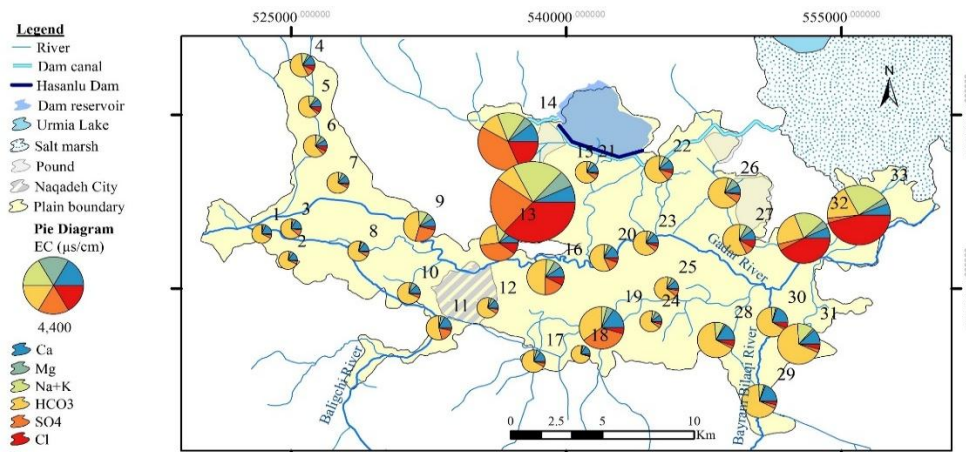 525000.000000
540000.000000
555000.000000
Legend
River
Dam canal
Hasanlu Dam
Dam reservoir
Urmia Lake
Salt marsh
Pound
Naqadeh City
Plain boundary
Pie Diagram
EC (µs/cm)
4,400
Ca
Mg
Na+K
HCO3
SO4
Cl
N
4
5
6
7
14
15
21
22
26
33
32
1
3
2
8
9
13
23
27
10
16
20
Gadar River
11
12
25
30
31
19
24
28
17
18
29
Baligchi River
Bayram Bilaqi River
0 2.5 5 10
Km